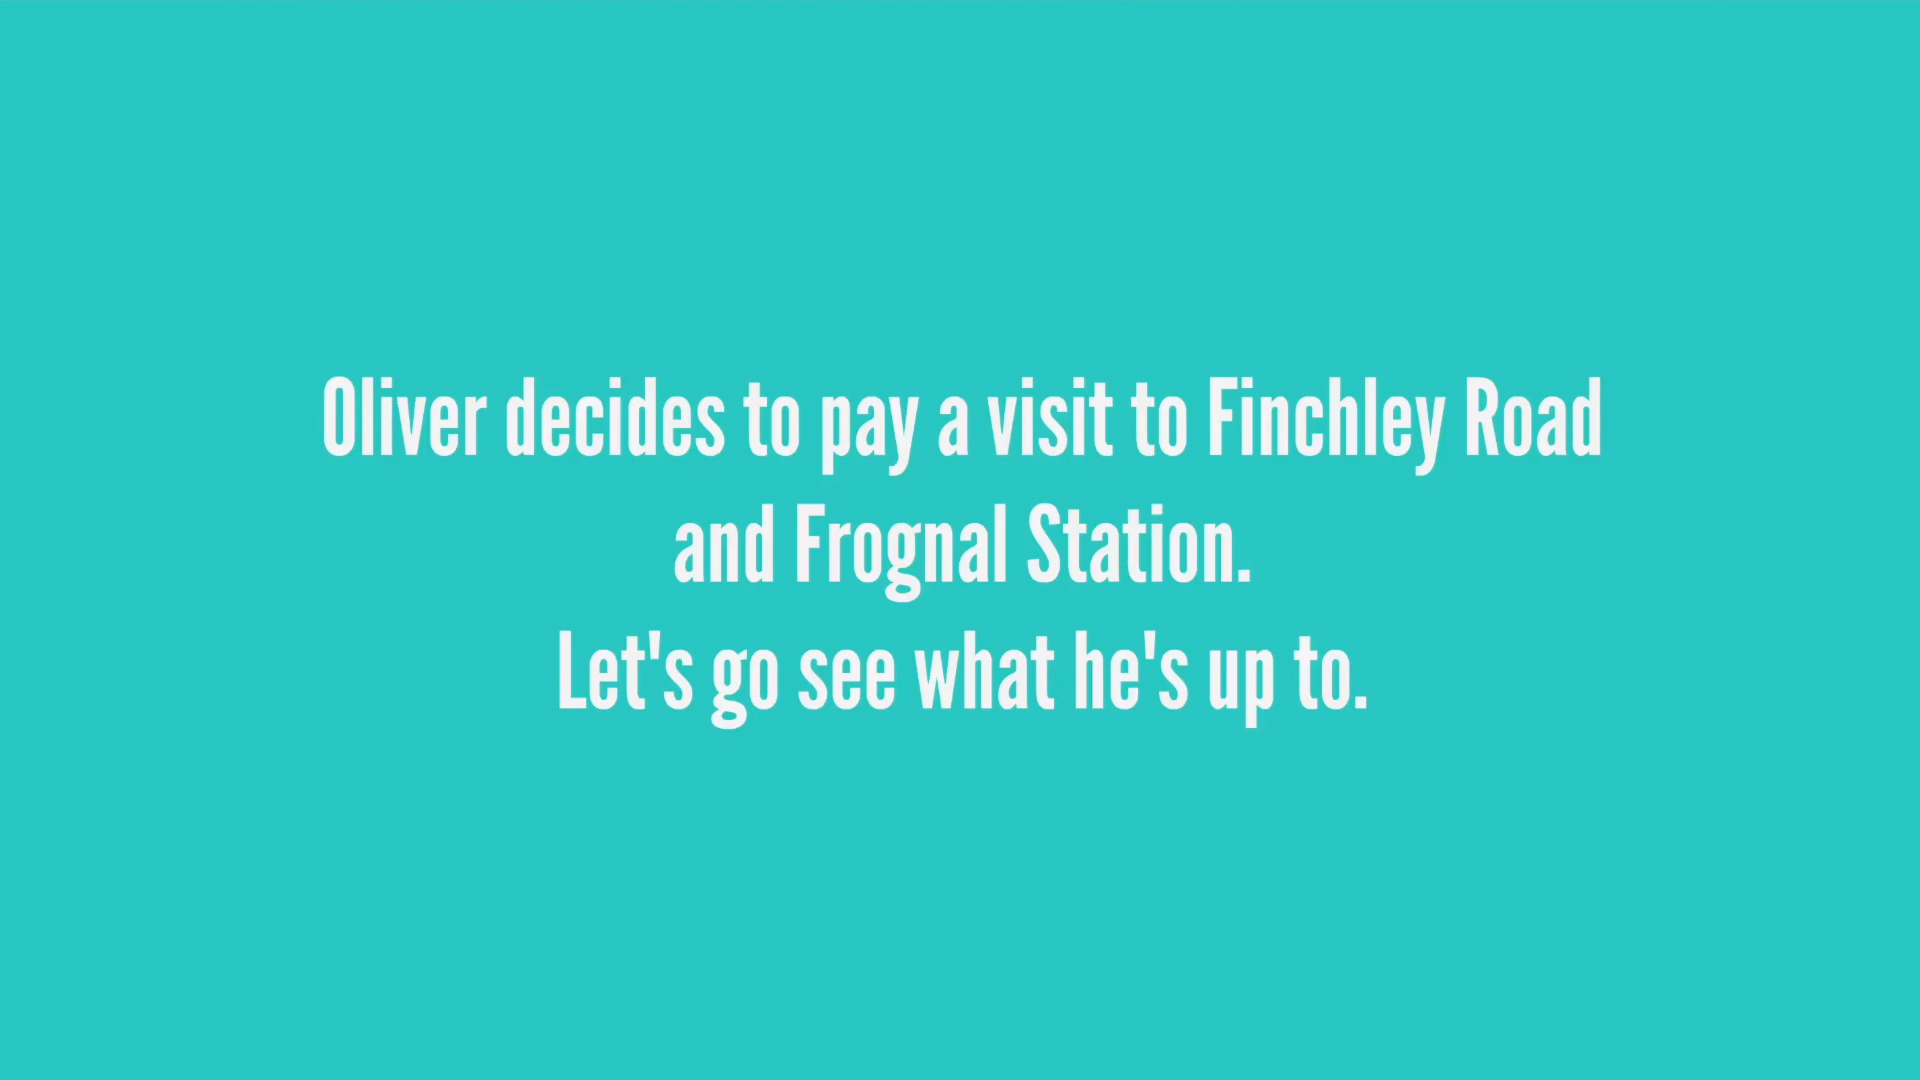 Oliver decides to pay a visit to Finchley Road
and Frognal Station.
Let's go see what he's up to.